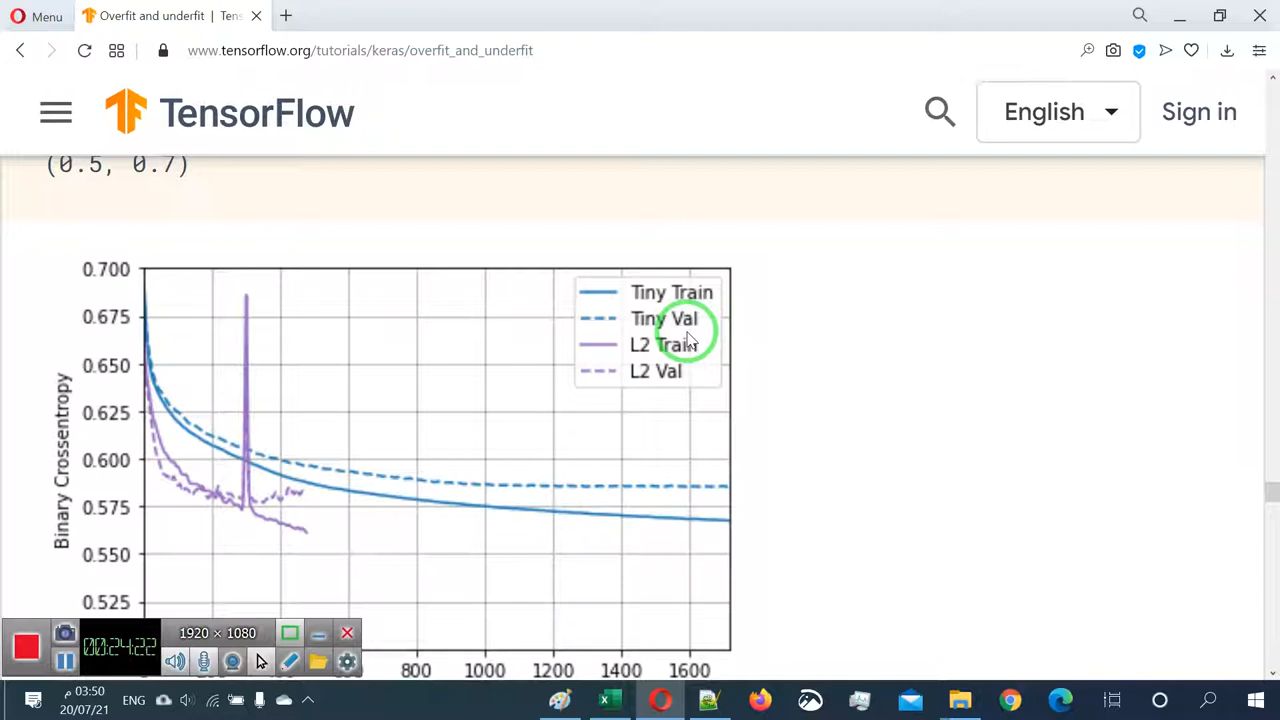 Menu
Overfit and underfit | Tens
www.tensorflow.org/tutorials/keras/overfit_and_underfit
TensorFlow
English
Sign in
(0.5, 0.7)
0.700
0.675
0.650
0.625
0.600
0.575
0.550
0.525
Binary Crossentropy
Tiny Train
Tiny Val
L2 Train
L2 Val
800
1000
1200
1400
1600
00:24:22
1920 × 1080
03:50 م
20/07/21
ENG